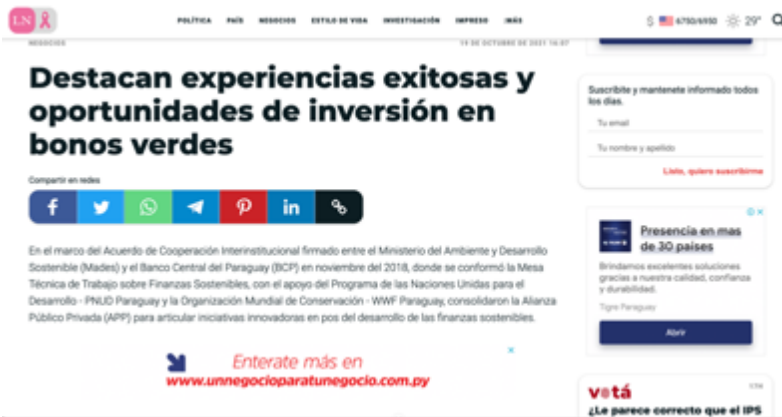 LN
POLÍTICA PAÍS NEGOCIOS ESTILO DE VIDA INVESTIGACIÓN IMPRESO MÁS
$ 6750/6950 29°
NEGOCIOS
19 DE OCTUBRE DE 2021 16:07
Destacan experiencias exitosas y
oportunidades de inversión en
bonos verdes
Compartir en redes
En el marco del Acuerdo de Cooperación Interinstitucional firmado entre el Ministerio del Ambiente y Desarrollo
Sostenible (Mades) y el Banco Central del Paraguay (BCP) en noviembre del 2018, donde se conformó la Mesa
Técnica de Trabajo sobre Finanzas Sostenibles, con el apoyo del Programa de las Naciones Unidas para el
Desarrollo - PNUD Paraguay y la Organización Mundial de Conservación - WWF Paraguay, consolidaron la Alianza
Público Privada (APP) para articular iniciativas innovadoras en pos del desarrollo de las finanzas sostenibles.
Enterate más en
www.unnegocioparatunegocio.com.py
Suscribite y mantenete informado todos
los días.
Tu email
Tu nombre y apellido
Listo, quiero suscribirme
Presencia en mas
de 30 países
Brindamos excelentes soluciones
gracias a nuestra calidad, confianza
y durabilidad.
Tigre Paraguay
Abrir
votá
¿Le parece correcto que el IPS